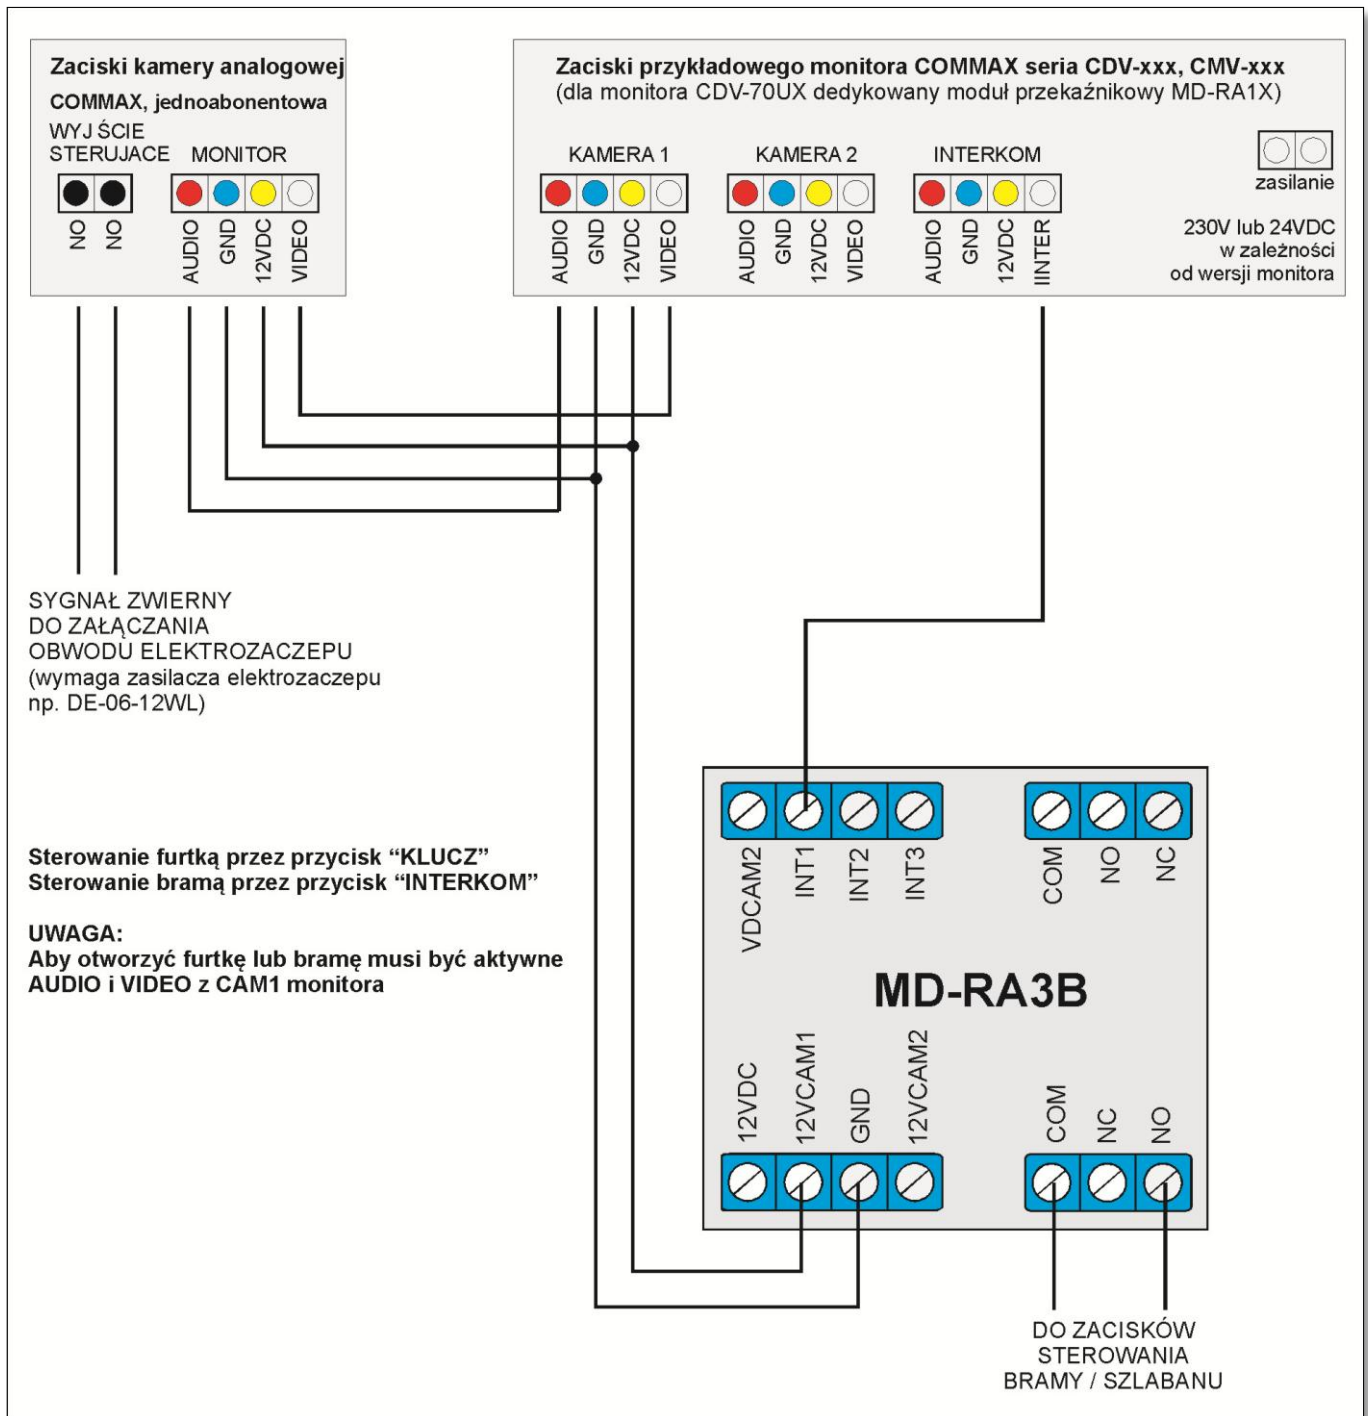 Zaciski kamery analogowej
COMMAX, jednoabonentowa
WYJ ŚCIE
STERUJACE
MONITOR
NO
NO
AUDIO
GND
12VDC
VIDEO
Zaciski przykładowego monitora COMMAX seria CDV-xxx, CMV-xxx
(dla monitora CDV-70UX dedykowany moduł przekaźnikowy MD-RA1X)
KAMERA 1
KAMERA 2
INTERKOM
AUDIO
GND
12VDC
VIDEO
AUDIO
GND
12VDC
VIDEO
AUDIO
GND
12VDC
IINTER
zasilanie
230V lub 24VDC
w zależności
od wersji monitora
SYGNAŁ ZWIERNY
DO ZAŁĄCZANIA
OBWODU ELEKTROZACZEPU
(wymaga zasilacza elektrozaczepu
np. DE-06-12WL)
Sterowanie furtką przez przycisk “KLUCZ”
Sterowanie bramą przez przycisk “INTERKOM”
UWAGA:
Aby otworzyć furtkę lub bramę musi być aktywne
AUDIO i VIDEO z CAM1 monitora
VDCAM2
INT1
INT2
INT3
COM
NO
NC
MD-RA3B
12VDC
12VCAM1
GND
12VCAM2
COM
NC
NO
DO ZACISKÓW
STEROWANIA
BRAMY / SZLABANU